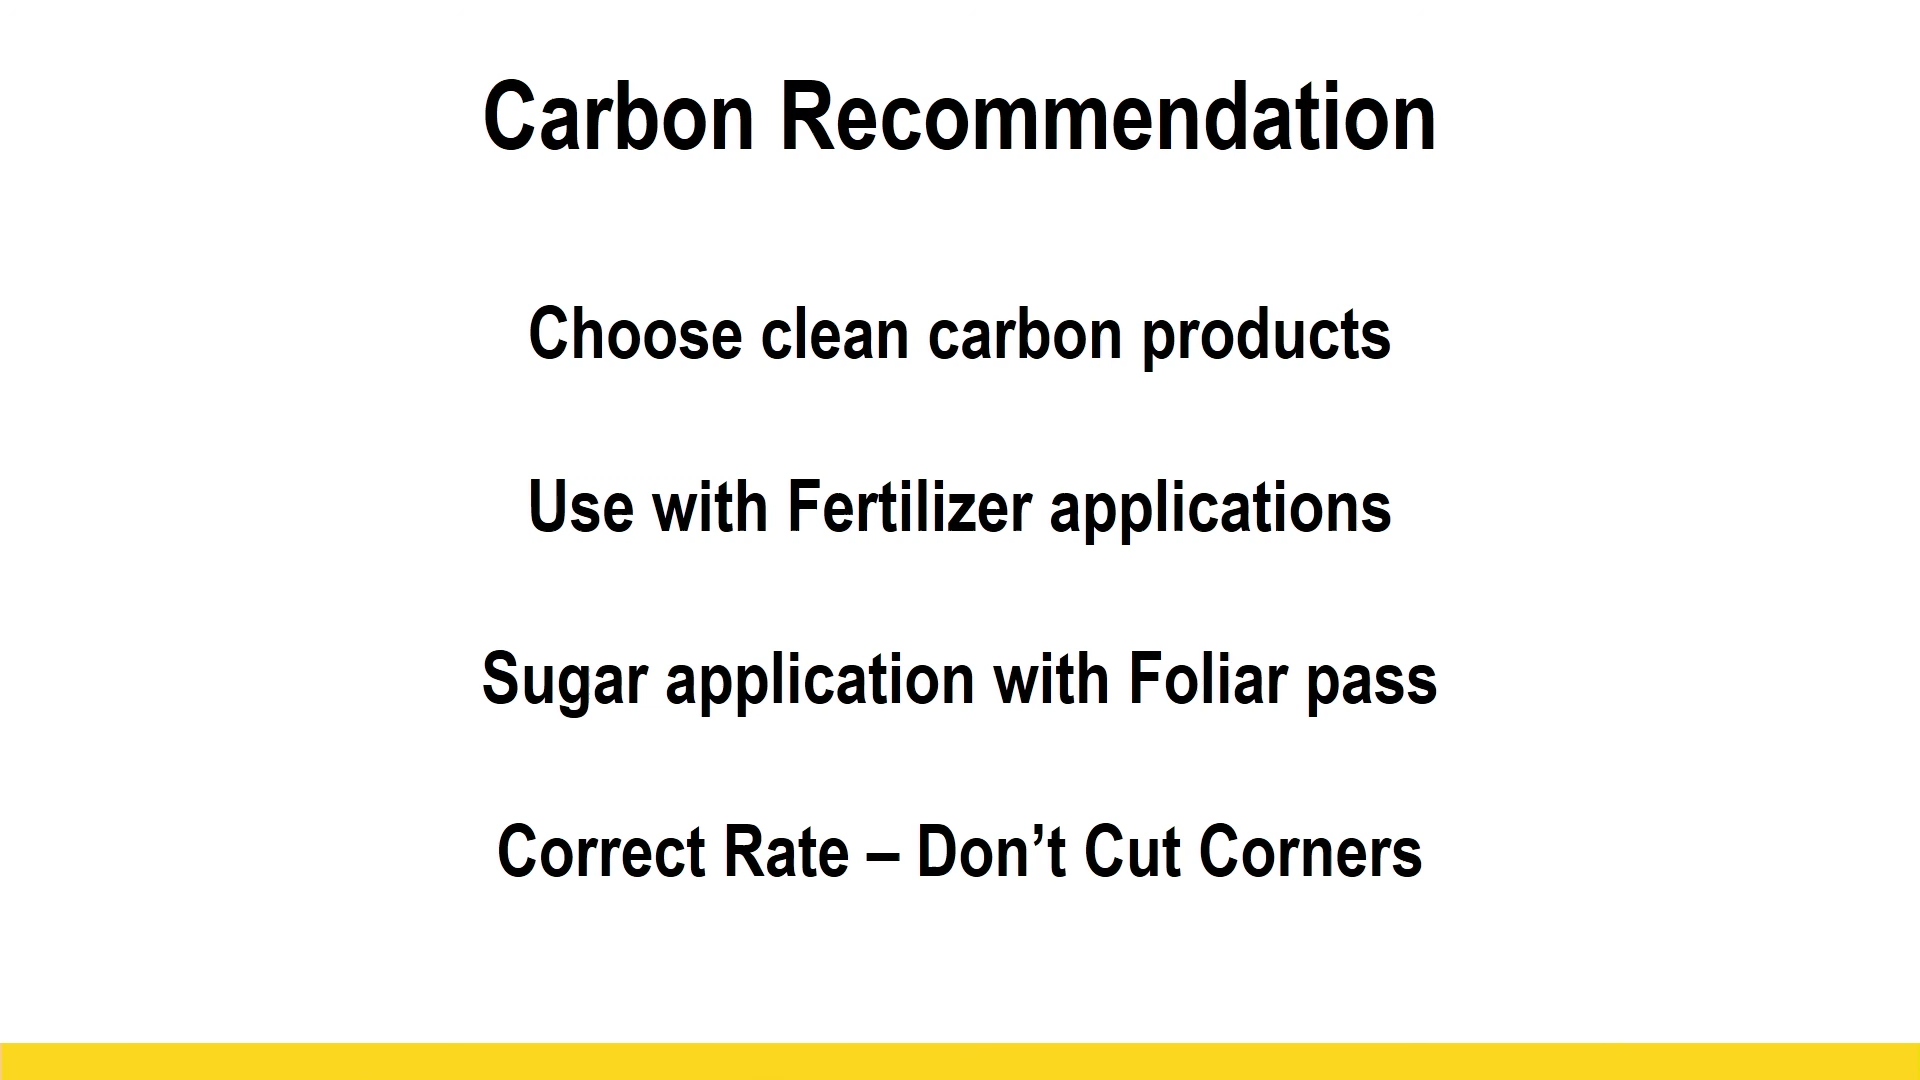 Carbon Recommendation
Choose clean carbon products
Use with Fertilizer applications
Sugar application with Foliar pass
Correct Rate – Don’t Cut Corners